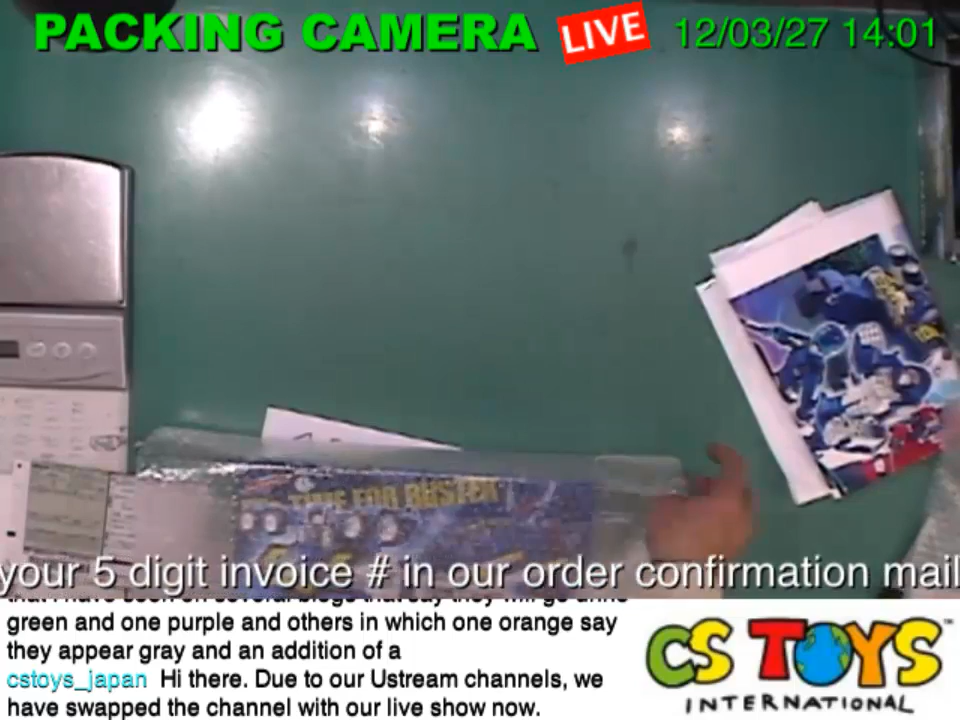 PACKING CAMERA LIVE 12/03/27 14:01
TIME FOR BUSTER
your 5 digit invoice # in our order confirmation mail
green and one purple and others in which one orange say
they appear gray and an addition of a
cstoys_japan Hi there. Due to our Ustream channels, we
have swapped the channel with our live show now.
CS TOYS™
INTERNATIONAL